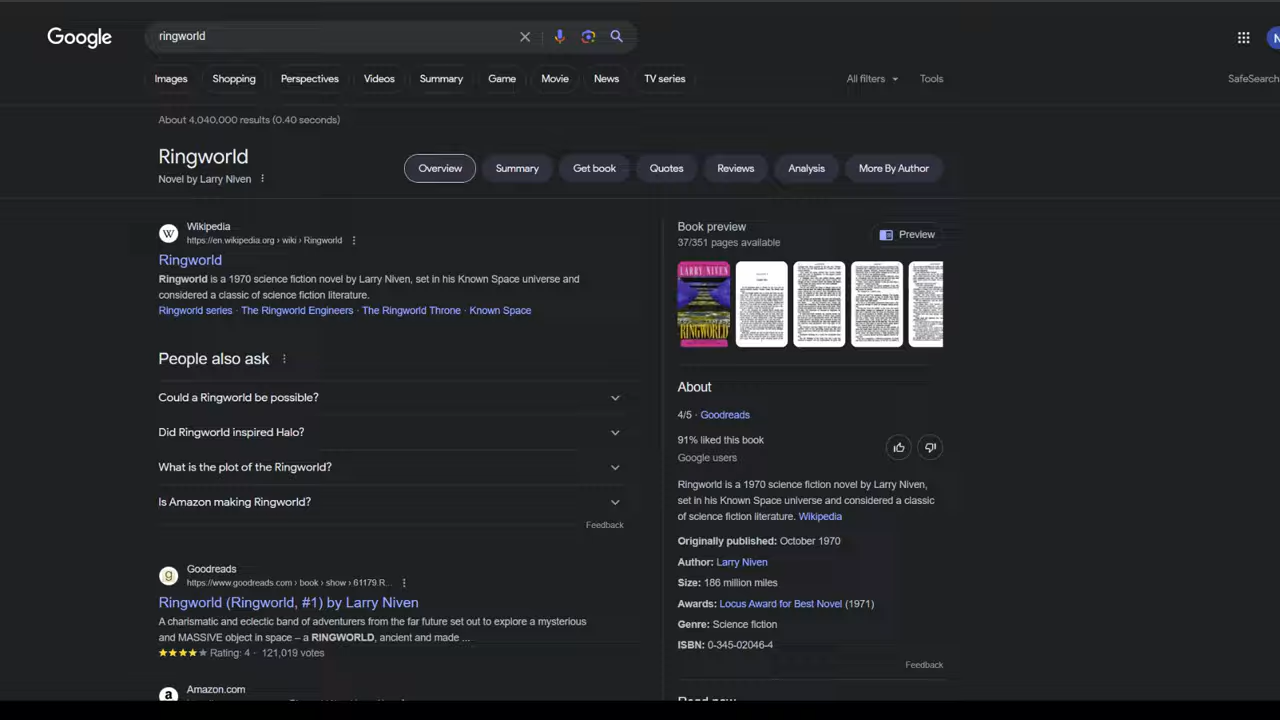 Google
ringworld
N
Images Shopping Perspectives Videos Summary Game Movie News TV series All filters Tools SafeSearch
About 4,040,000 results (0.40 seconds)
Ringworld
Novel by Larry Niven
Overview Summary Get book Quotes Reviews Analysis More By Author
W
Wikipedia
https://en.wikipedia.org › wiki › Ringworld
Ringworld
Ringworld is a 1970 science fiction novel by Larry Niven, set in his Known Space universe and
considered a classic of science fiction literature.
Ringworld series · The Ringworld Engineers · The Ringworld Throne · Known Space
People also ask
Could a Ringworld be possible?
Did Ringworld inspired Halo?
What is the plot of the Ringworld?
Is Amazon making Ringworld?
Feedback
g
Goodreads
https://www.goodreads.com › book › show › 61179.R...
Ringworld (Ringworld, #1) by Larry Niven
A charismatic and eclectic band of adventurers from the far future set out to explore a mysterious
and MASSIVE object in space – a RINGWORLD, ancient and made ...
Rating: 4 · 121,019 votes
a
Amazon.com
Book preview
37/351 pages available
Preview
LARRY NIVEN
RINGWORLD
About
4/5 · Goodreads
91% liked this book
Google users
Ringworld is a 1970 science fiction novel by Larry Niven,
set in his Known Space universe and considered a classic
of science fiction literature. Wikipedia
Originally published: October 1970
Author: Larry Niven
Size: 186 million miles
Awards: Locus Award for Best Novel (1971)
Genre: Science fiction
ISBN: 0-345-02046-4
Feedback